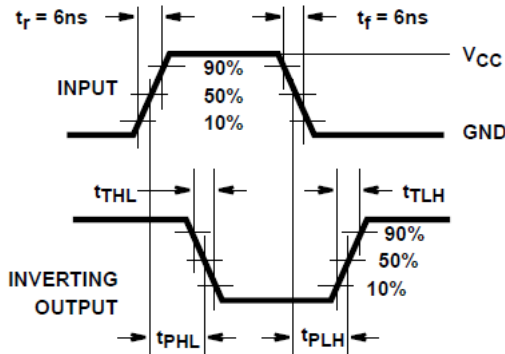 tr = 6ns tf = 6ns
VCC
90%
INPUT 50%
10%
GND
tTHL tTLH
90%
50%
10%
INVERTING
OUTPUT
tPHL tPLH